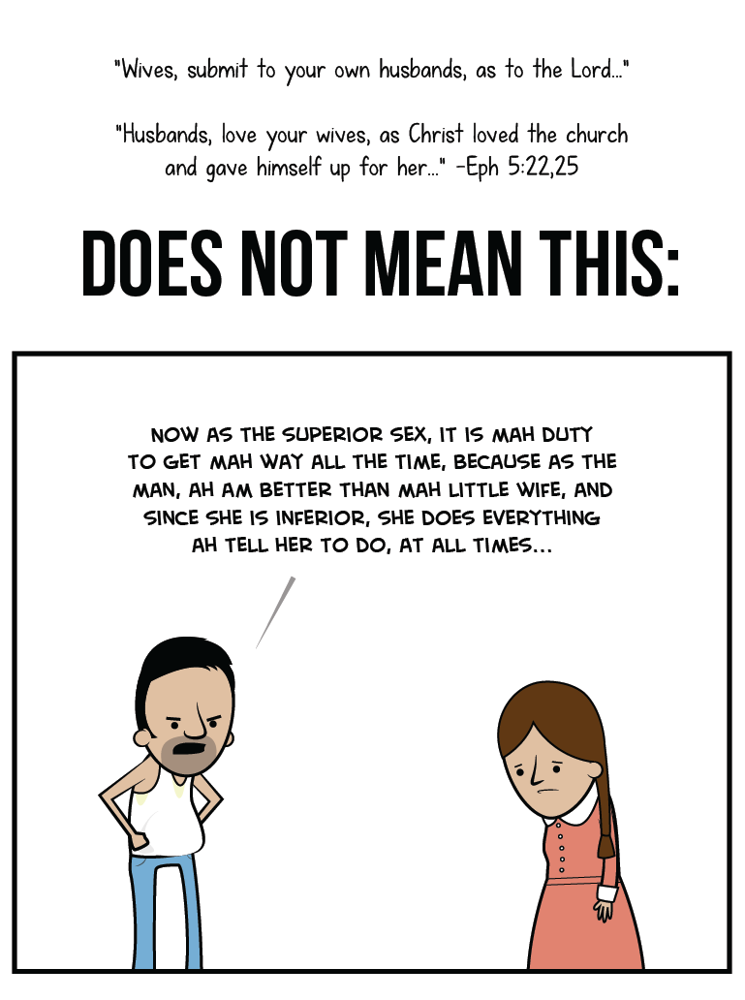 "Wives, submit to your own husbands, as to the Lord..."
"Husbands, love your wives, as Christ loved the church
and gave himself up for her..." -Eph 5:22,25
DOES NOT MEAN THIS:
NOW AS THE SUPERIOR SEX, IT IS MAH DUTY
TO GET MAH WAY ALL THE TIME, BECAUSE AS THE
MAN, AH AM BETTER THAN MAH LITTLE WIFE, AND
SINCE SHE IS INFERIOR, SHE DOES EVERYTHING
AH TELL HER TO DO, AT ALL TIMES...